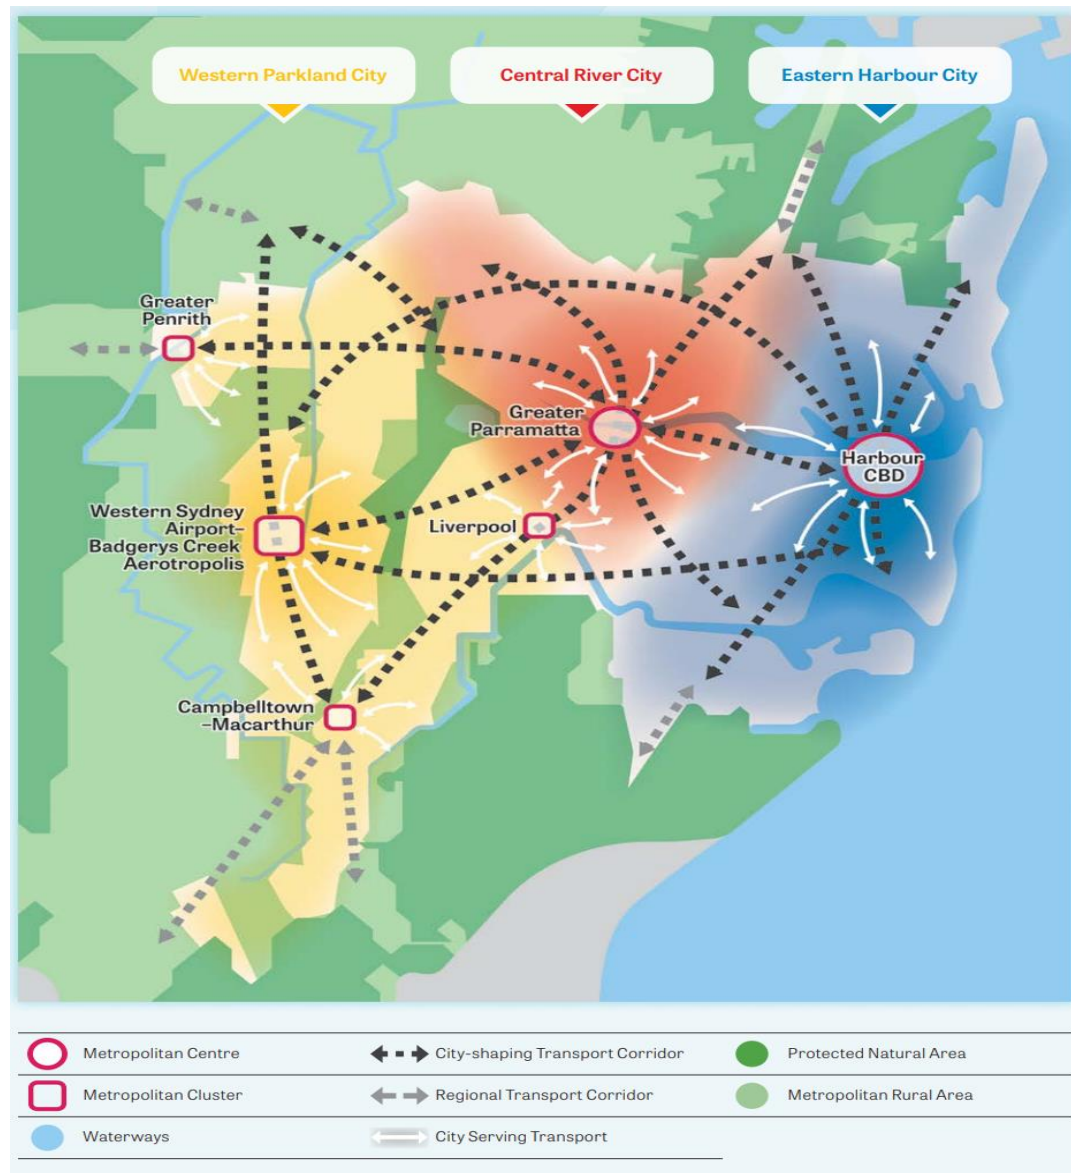 Western Parkland City
Central River City
Eastern Harbour City
Greater
Penrith
Greater
Parramatta
Harbour
CBD
Western Sydney
Airport–
Badgerys Creek
Aerotropolis
Liverpool
Campbelltown
–Macarthur
Metropolitan Centre
City-shaping Transport Corridor
Protected Natural Area
Metropolitan Cluster
Regional Transport Corridor
Metropolitan Rural Area
Waterways
City Serving Transport